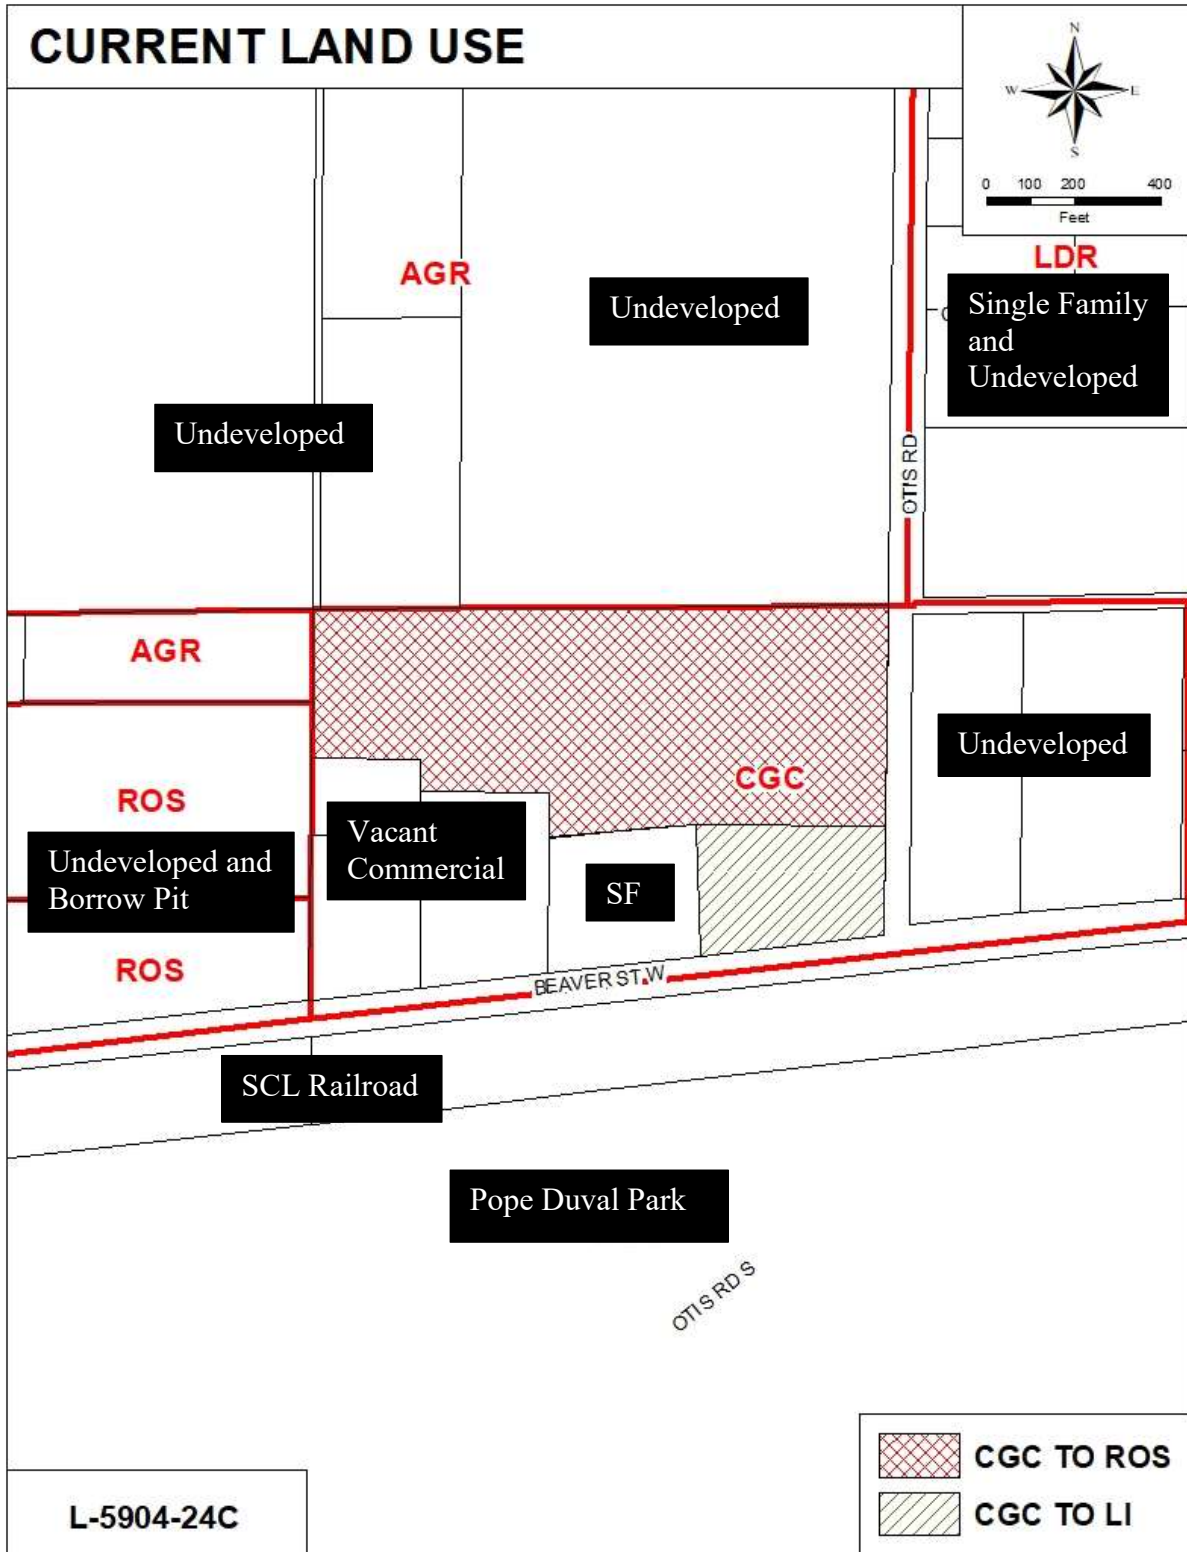 CURRENT LAND USE
N
W
E
S
0 100 200 400
Feet
AGR
Undeveloped
LDR
Single Family
and
Undeveloped
Undeveloped
OTIS RD
AGR
Undeveloped
CGC
ROS
Vacant
Commercial
Undeveloped and
Borrow Pit
SF
ROS
BEAVER ST W
SCL Railroad
Pope Duval Park
OTIS RD S
CGC TO ROS
CGC TO LI
L-5904-24C